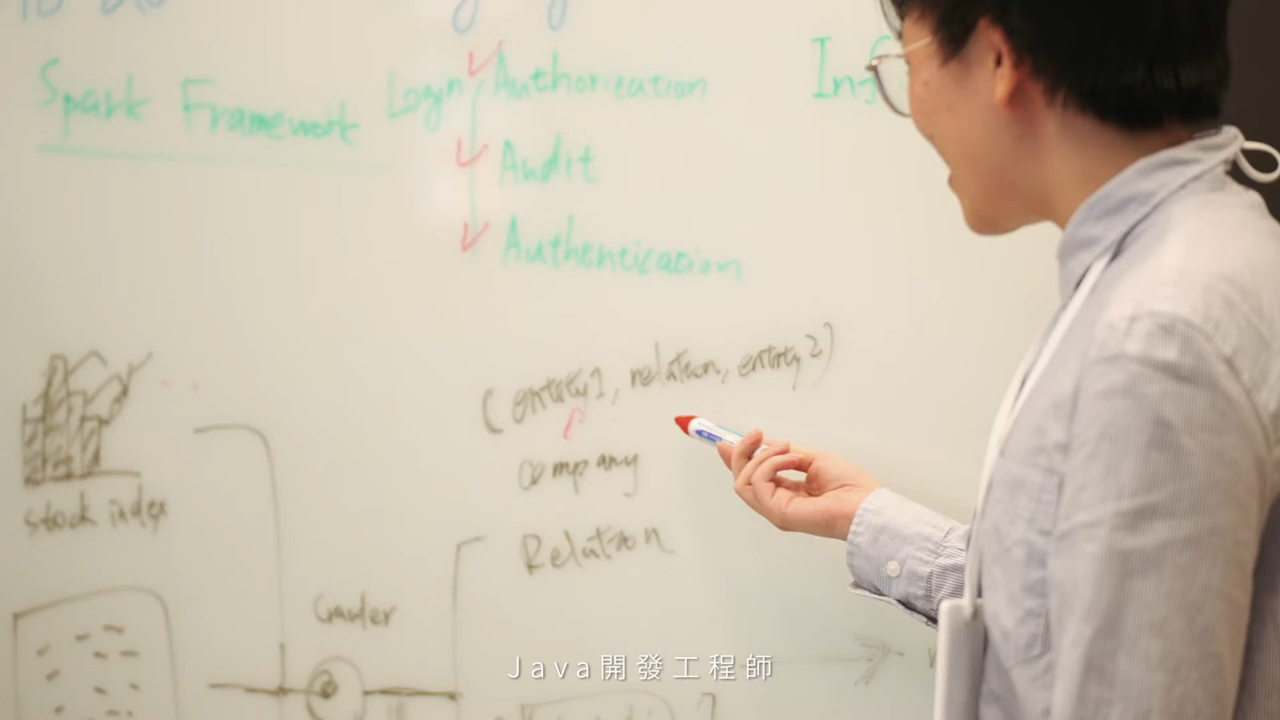 Spark Framework
Login
Authorization
Audit
Authentication
Inf
(entity1, relation, entity2)
company
Relation
stock index
Crawler
Java開發工程師